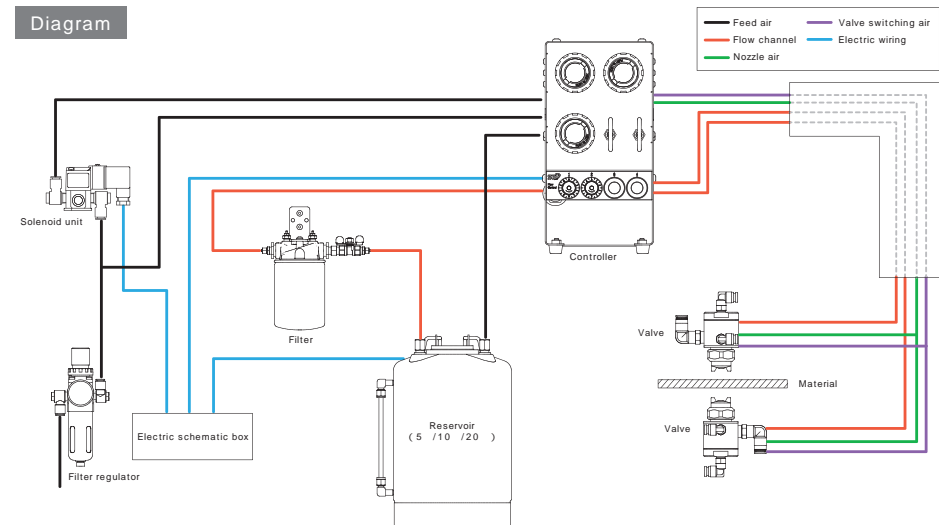 Diagram
Feed air
Valve switching air
Flow channel
Electric wiring
Nozzle air
Solenoid unit
Controller
Filter
Valve
Material
Valve
Reservoir
( 5 /10 /20 )
Electric schematic box
Filter regulator